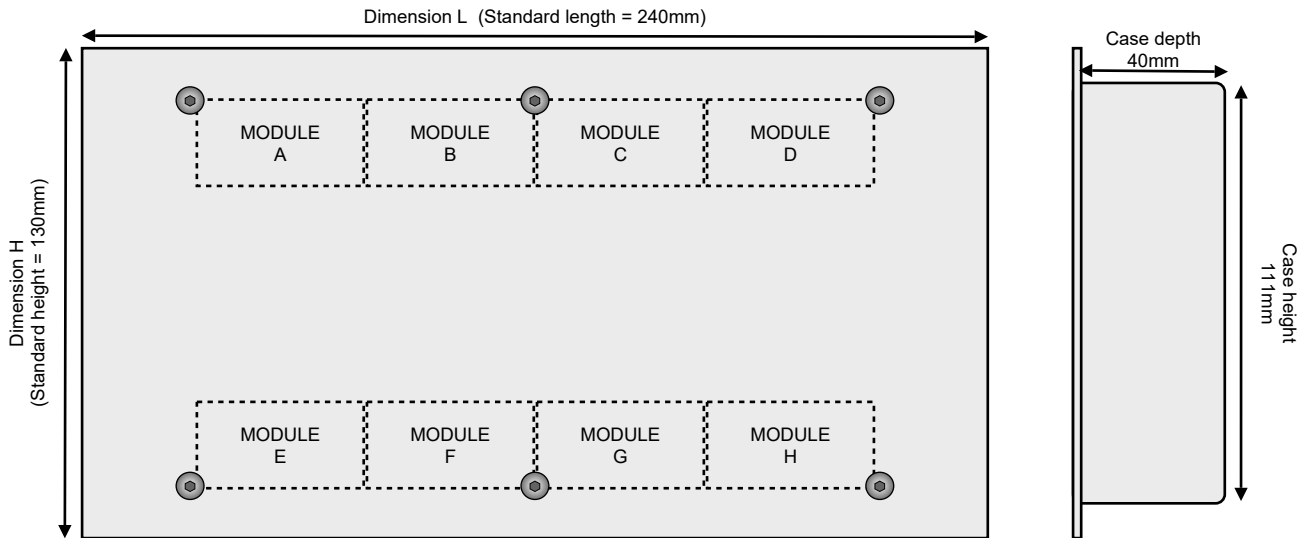 Dimension L (Standard length = 240mm)
Case depth
40mm
MODULE
A
MODULE
B
MODULE
C
MODULE
D
Dimension H
(Standard height = 130mm)
Case height
111mm
MODULE
E
MODULE
F
MODULE
G
MODULE
H